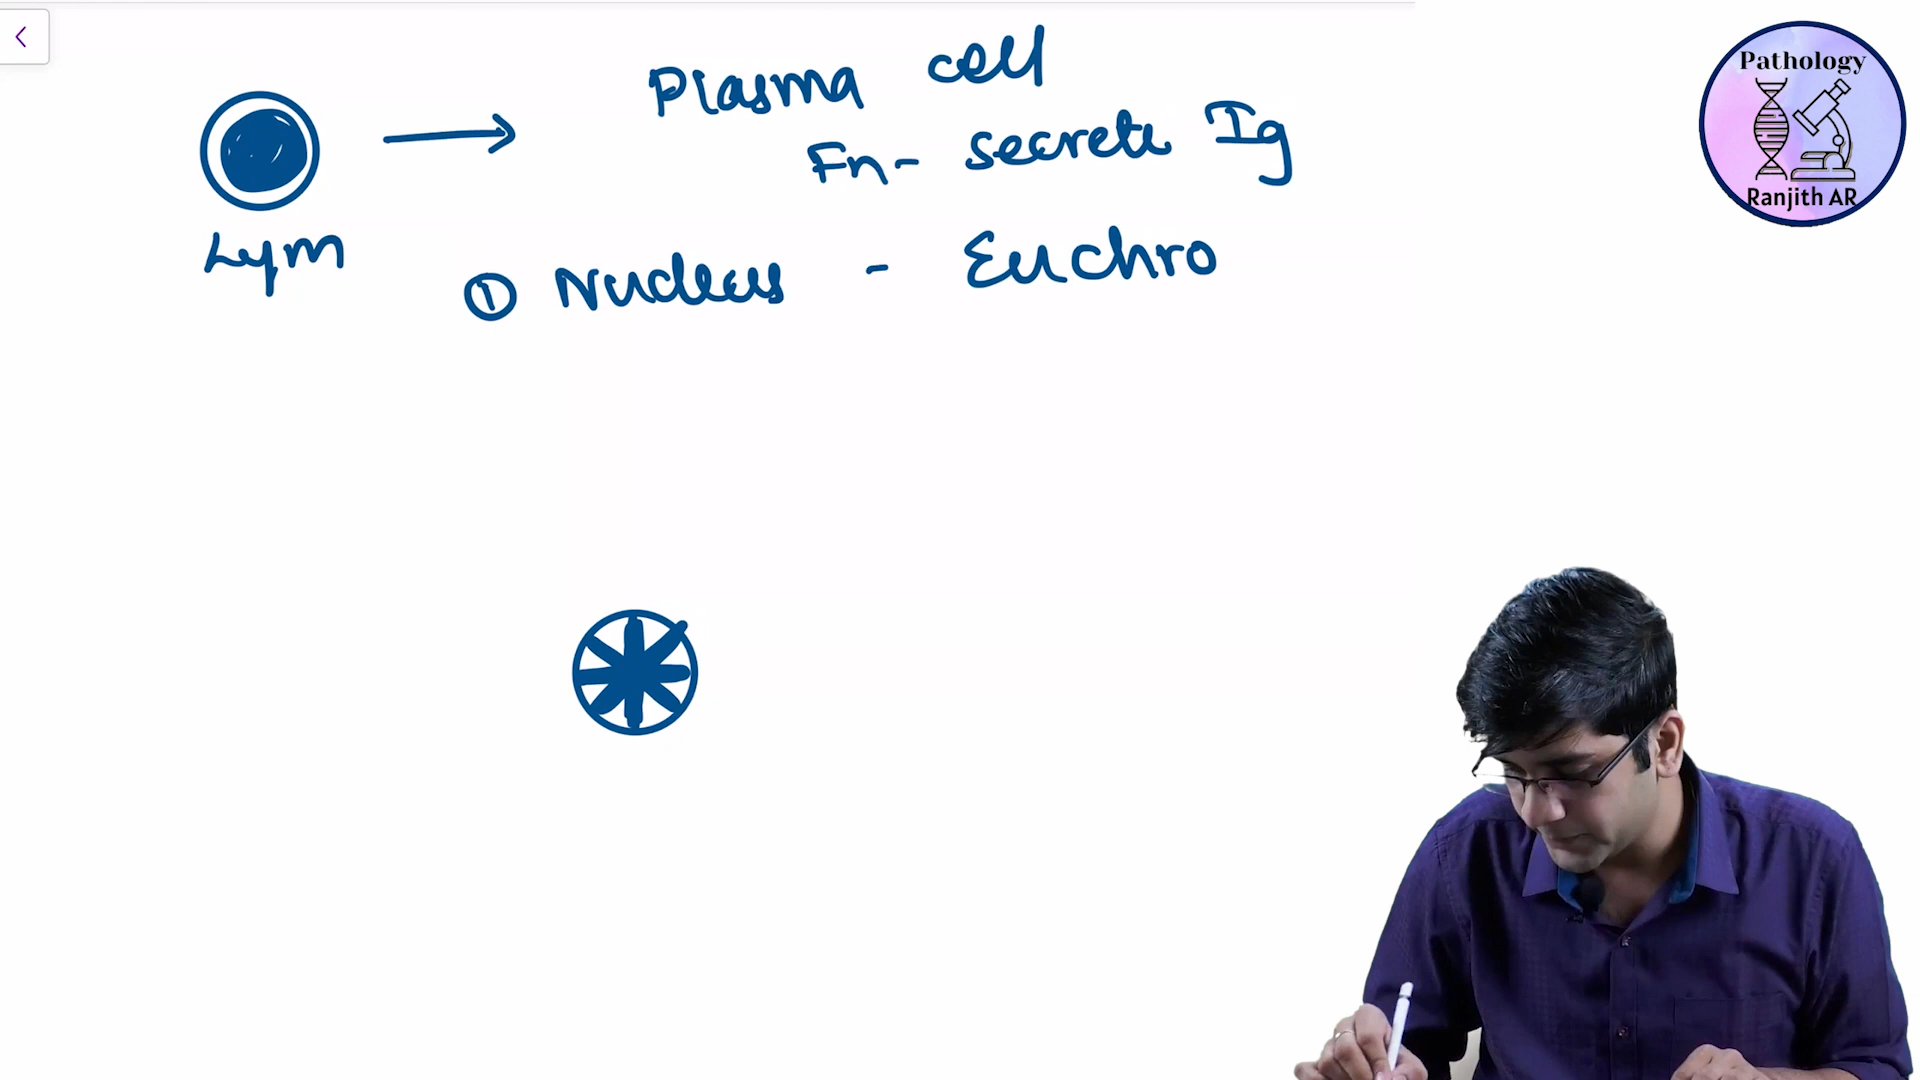 Plasma cell
Fn- secrete Ig
Lym
① Nucleus - Euchro
Pathology
Ranjith AR